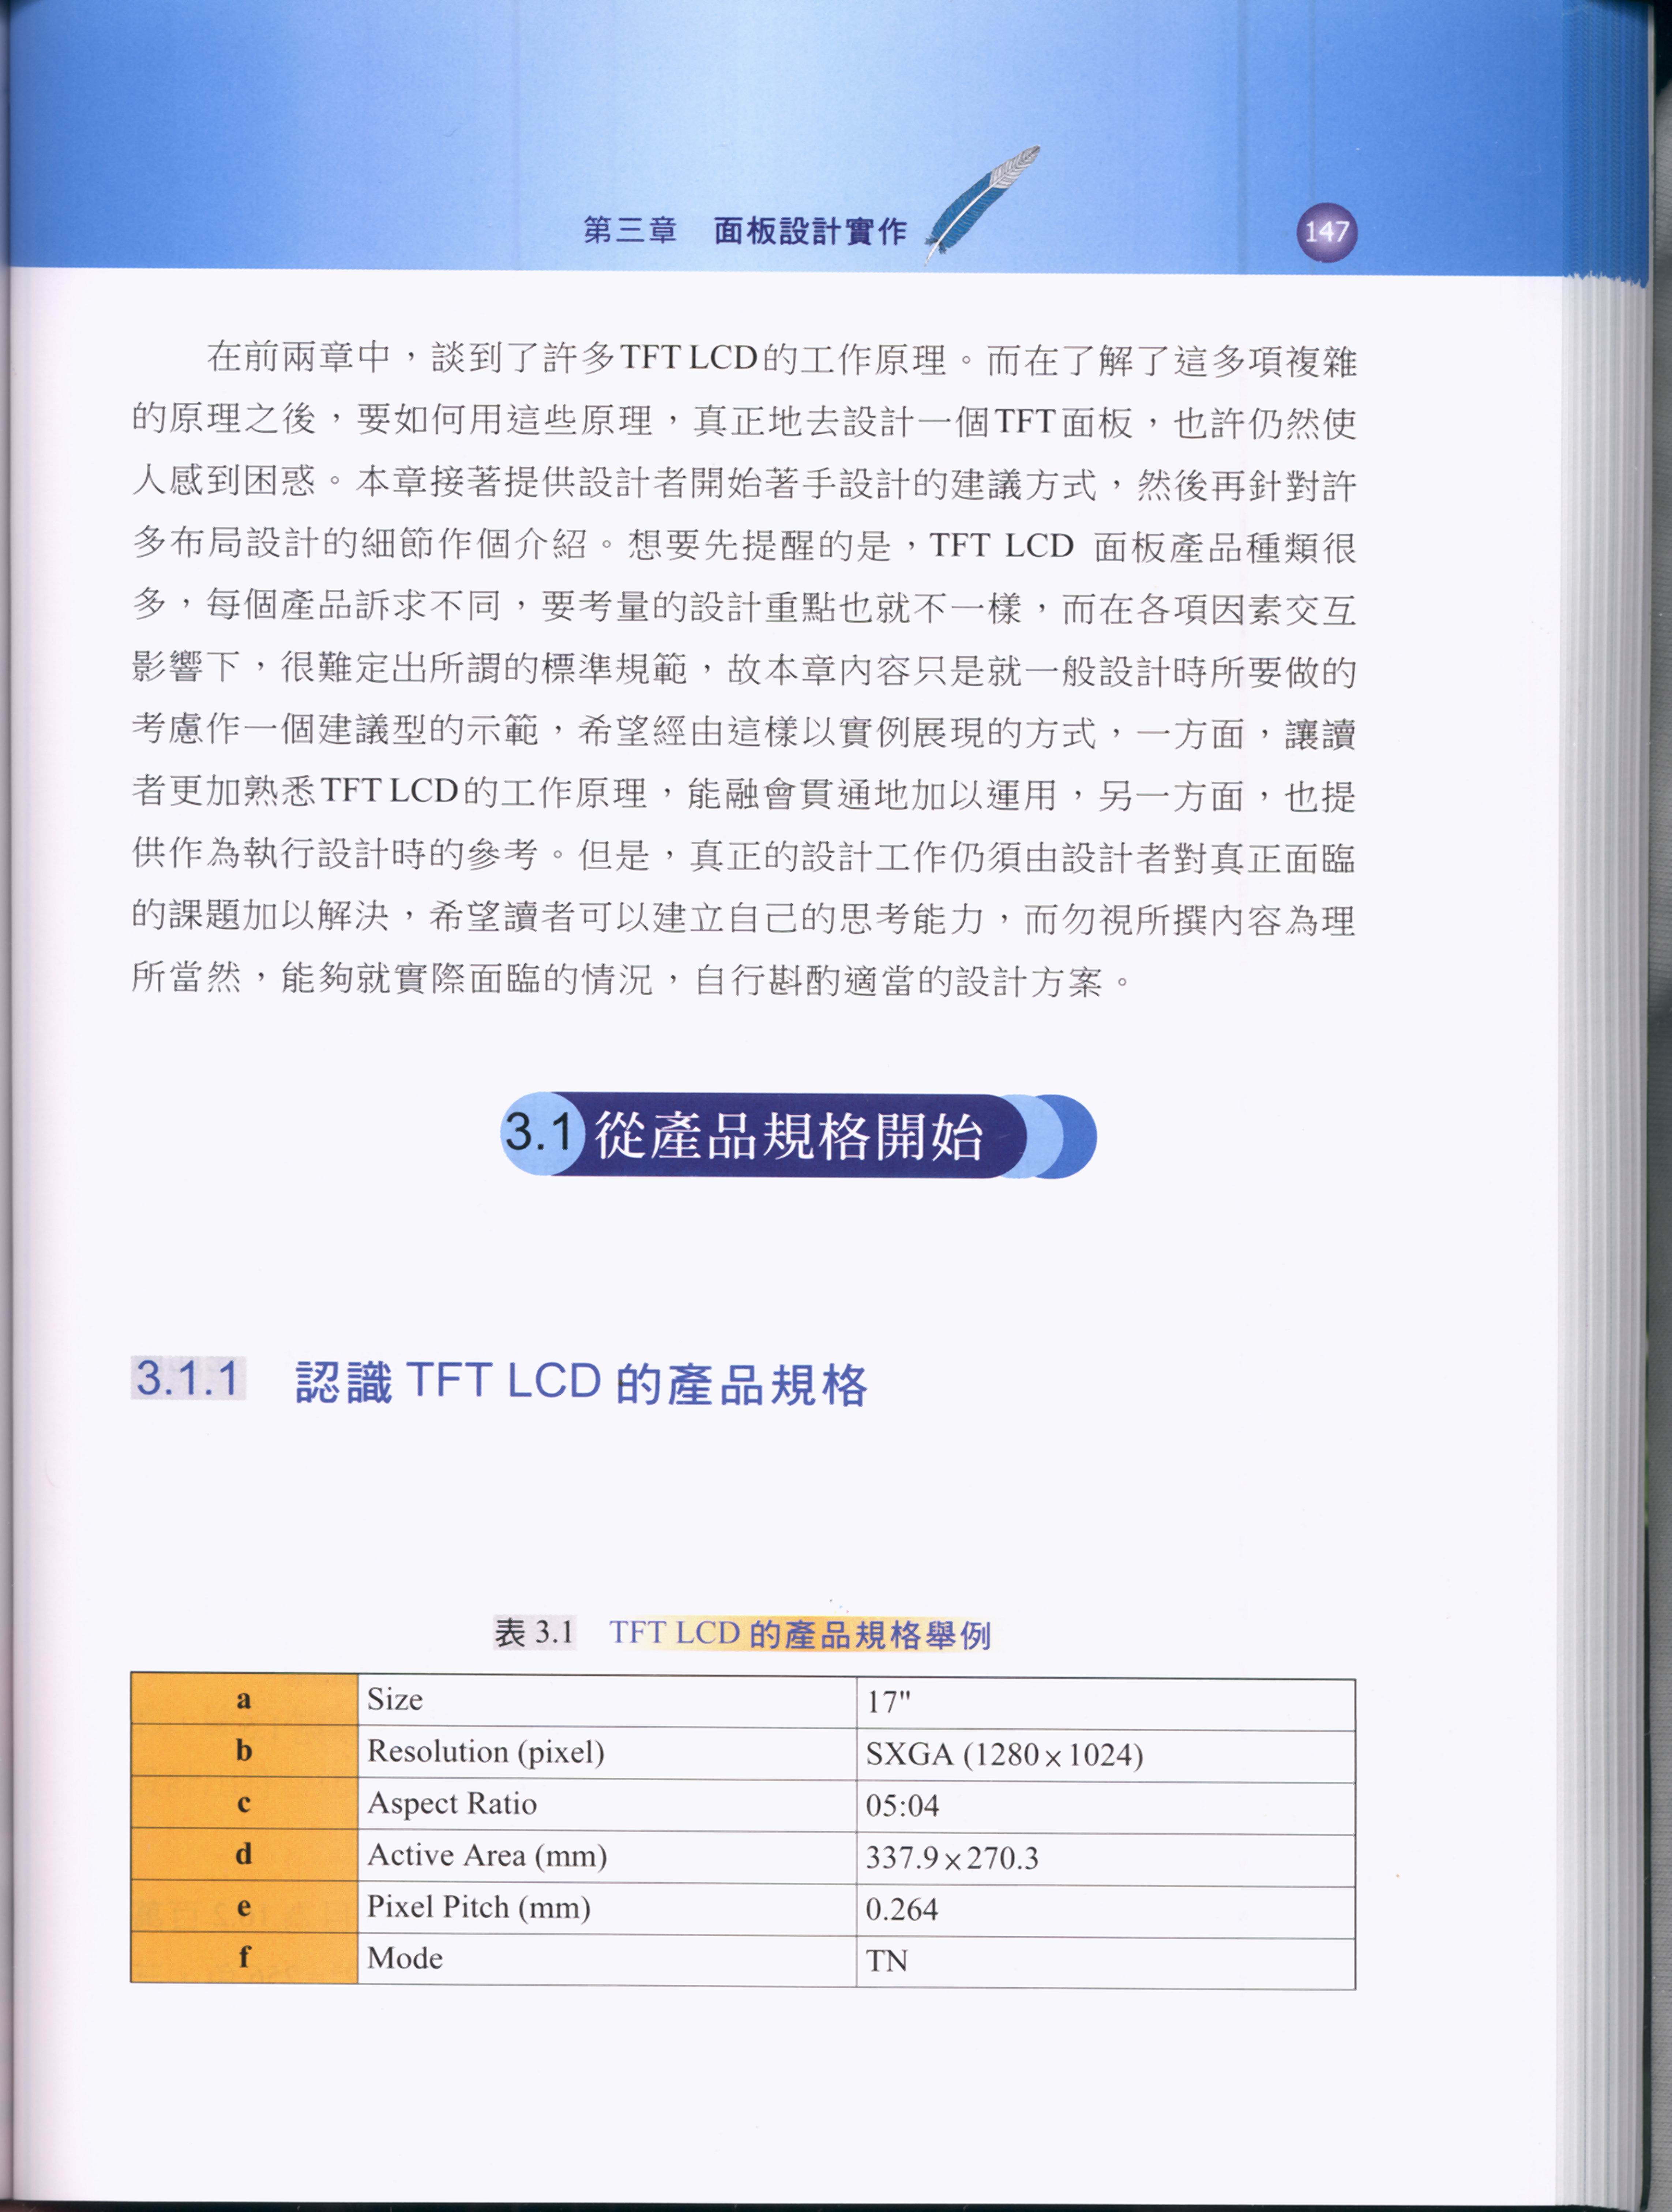 第三章 面板設計實作
147
在前兩章中，談到了許多TFT LCD的工作原理。而在了解了這多項複雜
的原理之後，要如何用這些原理，真正地去設計一個TFT面板，也許仍然使
人感到困惑。本章接著提供設計者開始著手設計的建議方式，然後再針對許
多布局設計的細節作個介紹。想要先提醒的是，TFT LCD 面板產品種類很
多，每個產品訴求不同，要考量的設計重點也就不一樣，而在各項因素交互
影響下，很難定出所謂的標準規範，故本章內容只是就一般設計時所要做的
考慮作一個建議型的示範，希望經由這樣以實例展現的方式，一方面，讓讀
者更加熟悉TFT LCD的工作原理，能融會貫通地加以運用，另一方面，也提
供作為執行設計時的參考。但是，真正的設計工作仍須由設計者對真正面臨
的課題加以解決，希望讀者可以建立自己的思考能力，而勿視所撰內容為理
所當然，能夠就實際面臨的情況，自行斟酌適當的設計方案。
3.1 從產品規格開始
3.1.1 認識 TFT LCD 的產品規格
表 3.1 TFT LCD 的產品規格舉例
a Size 17"
b Resolution (pixel) SXGA (1280×1024)
c Aspect Ratio 05:04
d Active Area (mm) 337.9×270.3
e Pixel Pitch (mm) 0.264
f Mode TN